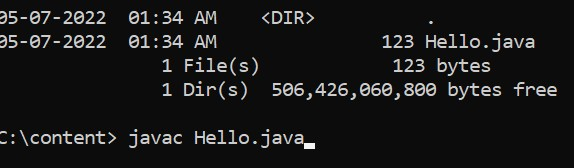 05-07-2022  01:34 AM    <DIR>          .
05-07-2022  01:34 AM               123 Hello.java
               1 File(s)            123 bytes
               1 Dir(s)  506,426,060,800 bytes free
C:\content> javac Hello.java